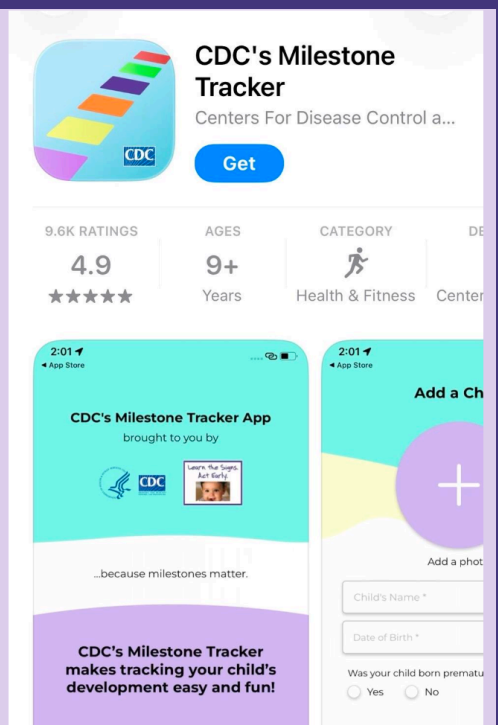 CDC's Milestone
Tracker
Centers For Disease Control a...
CDC
Get
9.6K RATINGS
4.9
AGES
9+
Years
CATEGORY
Health & Fitness
DE
Center
2:01
App Store
CDC's Milestone Tracker App
brought to you by
CDC
Learn the Signs.
Act Early.
...because milestones matter.
CDC's Milestone Tracker
makes tracking your child's
development easy and fun!
2:01
App Store
Add a Ch
Add a phot
Child's Name *
Date of Birth *
Was your child born prematu
Yes
No